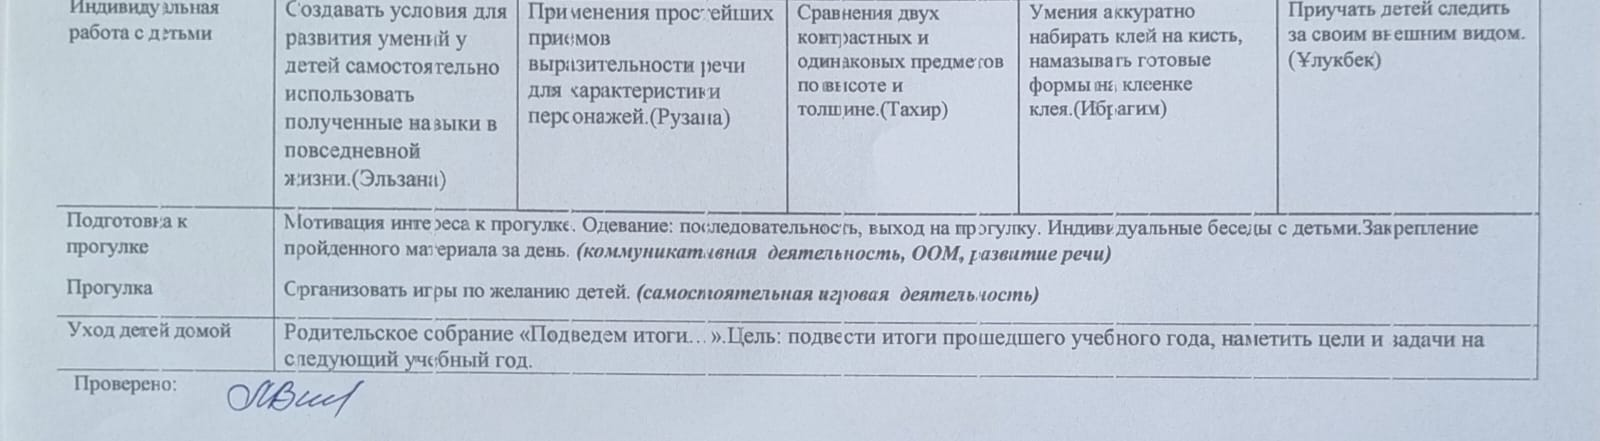 Индивидуальная
работа с детьми
Создавать условия для
развития умений у
детей самостоятельно
использовать
полученные навыки в
повседневной
жизни.(Эльзана)
Применения простейших
приемов
выразительности речи
для характеристики
персонажей.(Рузана)
Сравнения двух
контрастных и
одинаковых предметов
по высоте и
толщине.(Тахир)
Умения аккуратно
набирать клей на кисть,
намазывать готовые
формы на клеенке
клея.(Ибрагим)
Приучать детей следить
за своим внешним видом.
(Ұлукбек)
Подготовка к
прогулке
Мотивация интереса к прогулке. Одевание: последовательность, выход на прогулку. Индивидуальные беседы с детьми.Закрепление
пройденного материала за день. (коммуникативная деятельность, ООМ, развитие речи)
Прогулка
Организовать игры по желанию детей. (самостоятельная игровая деятельность)
Уход детей домой
Родительское собрание «Подведем итоги…».Цель: подвести итоги прошедшего учебного года, наметить цели и задачи на
следующий учебный год.
Проверено: